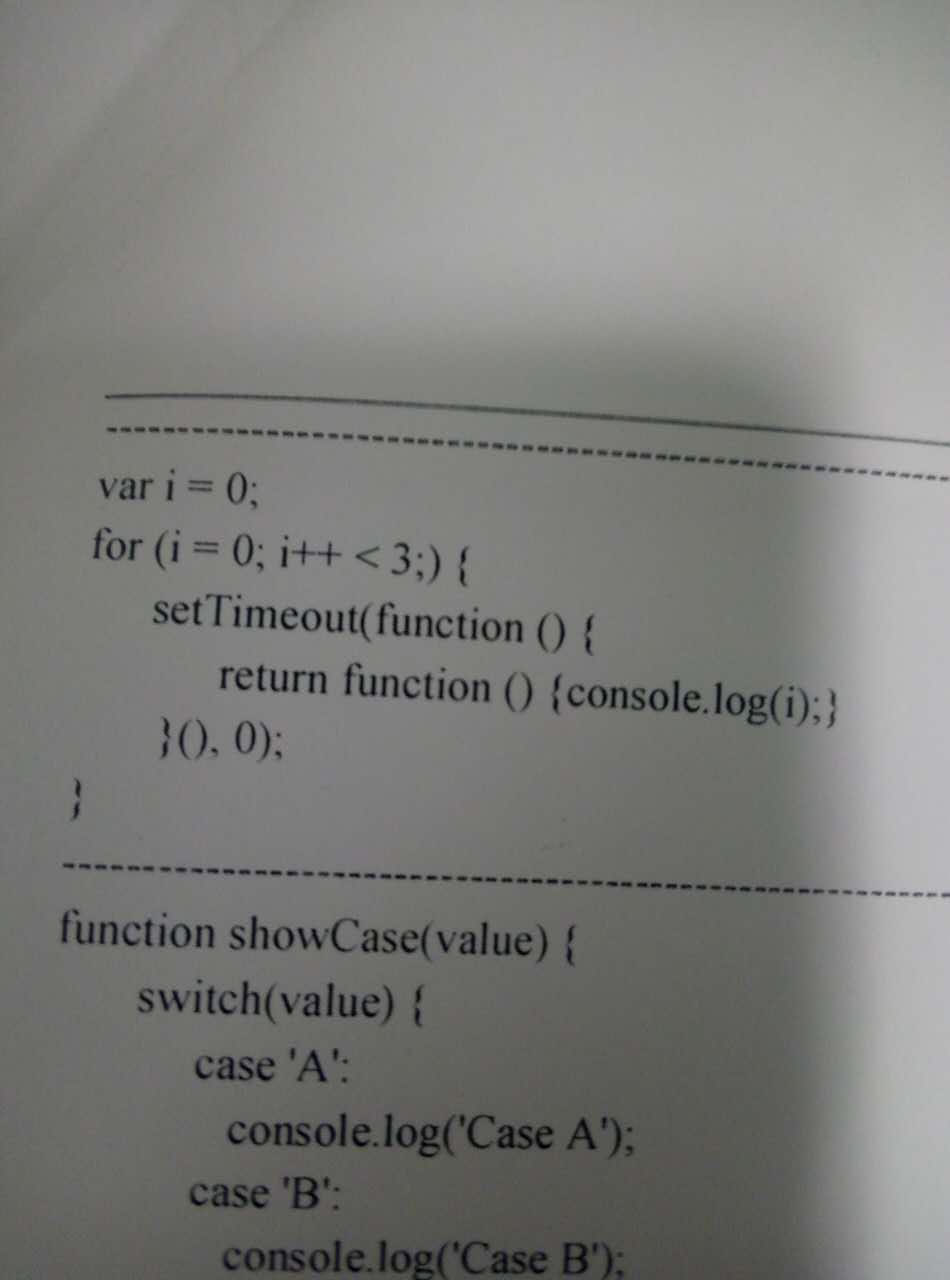 var i = 0;
for (i = 0; i++ < 3;) {
setTimeout(function () {
return function () {console.log(i);}
}(), 0);
}
function showCase(value) {
switch(value) {
case 'A':
console.log('Case A');
case 'B':
console.log('Case B');